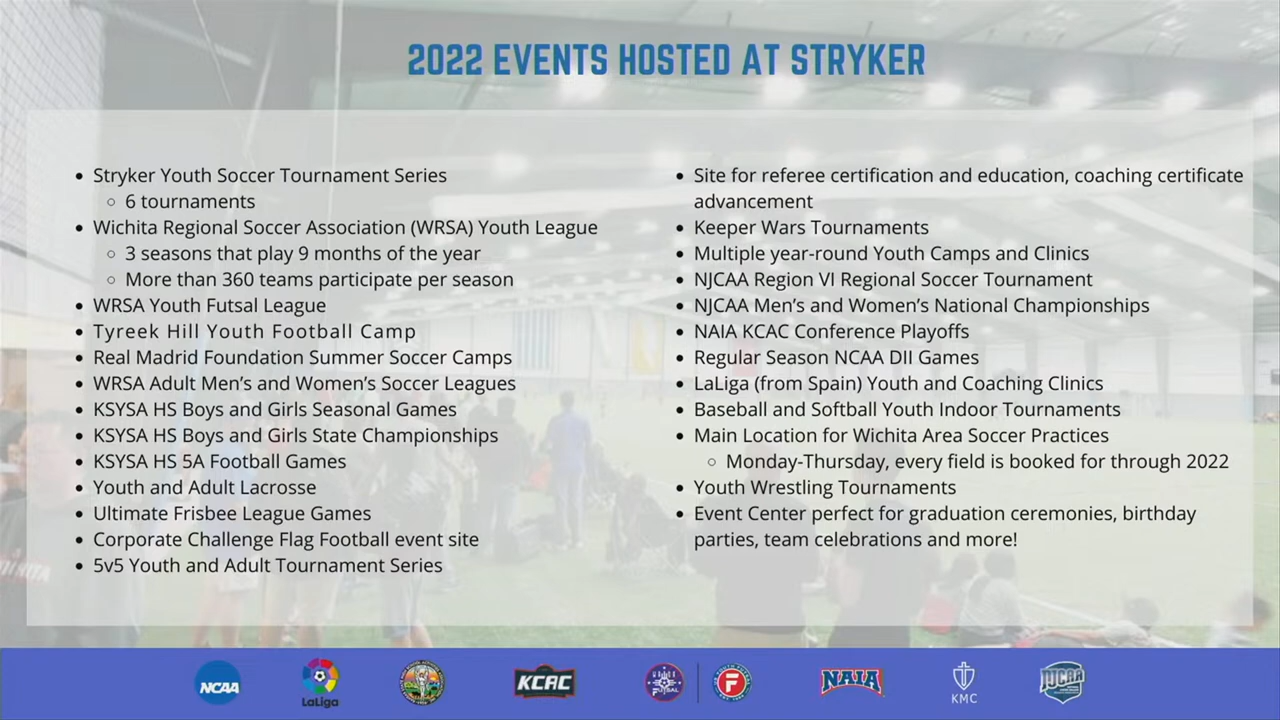 2022 EVENTS HOSTED AT STRYKER
• Stryker Youth Soccer Tournament Series
○ 6 tournaments
• Wichita Regional Soccer Association (WRSA) Youth League
○ 3 seasons that play 9 months of the year
○ More than 360 teams participate per season
• WRSA Youth Futsal League
• Tyreek Hill Youth Football Camp
• Real Madrid Foundation Summer Soccer Camps
• WRSA Adult Men's and Women's Soccer Leagues
• KSYSA HS Boys and Girls Seasonal Games
• KSYSA HS Boys and Girls State Championships
• KSYSA HS 5A Football Games
• Youth and Adult Lacrosse
• Ultimate Frisbee League Games
• Corporate Challenge Flag Football event site
• 5v5 Youth and Adult Tournament Series
• Site for referee certification and education, coaching certificate
advancement
• Keeper Wars Tournaments
• Multiple year-round Youth Camps and Clinics
• NJCAA Region VI Regional Soccer Tournament
• NJCAA Men's and Women's National Championships
• NAIA KCAC Conference Playoffs
• Regular Season NCAA DII Games
• LaLiga (from Spain) Youth and Coaching Clinics
• Baseball and Softball Youth Indoor Tournaments
• Main Location for Wichita Area Soccer Practices
○ Monday-Thursday, every field is booked for through 2022
• Youth Wrestling Tournaments
• Event Center perfect for graduation ceremonies, birthday
parties, team celebrations and more!
NCAA
LaLiga
KCAC
FUTSAL
F
NAIA
KMC
NJCAA